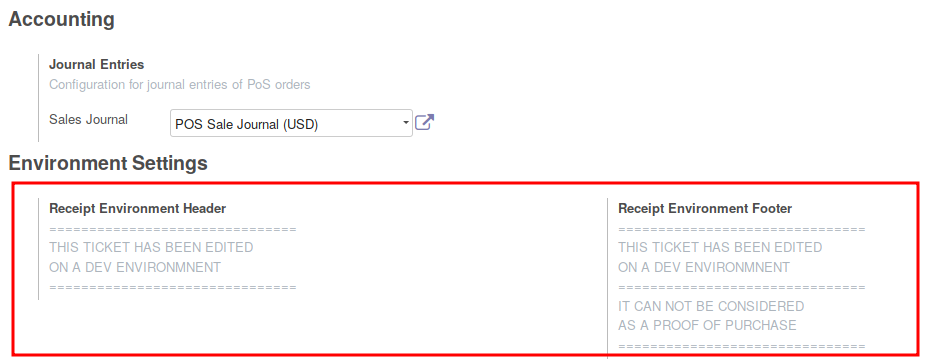 Accounting
Journal Entries
Configuration for journal entries of PoS orders
Sales Journal
POS Sale Journal (USD)
Environment Settings
Receipt Environment Header
===============================
THIS TICKET HAS BEEN EDITED
ON A DEV ENVIRONMNENT
===============================
Receipt Environment Footer
===============================
THIS TICKET HAS BEEN EDITED
ON A DEV ENVIRONMNENT
===============================
IT CAN NOT BE CONSIDERED
AS A PROOF OF PURCHASE
===============================